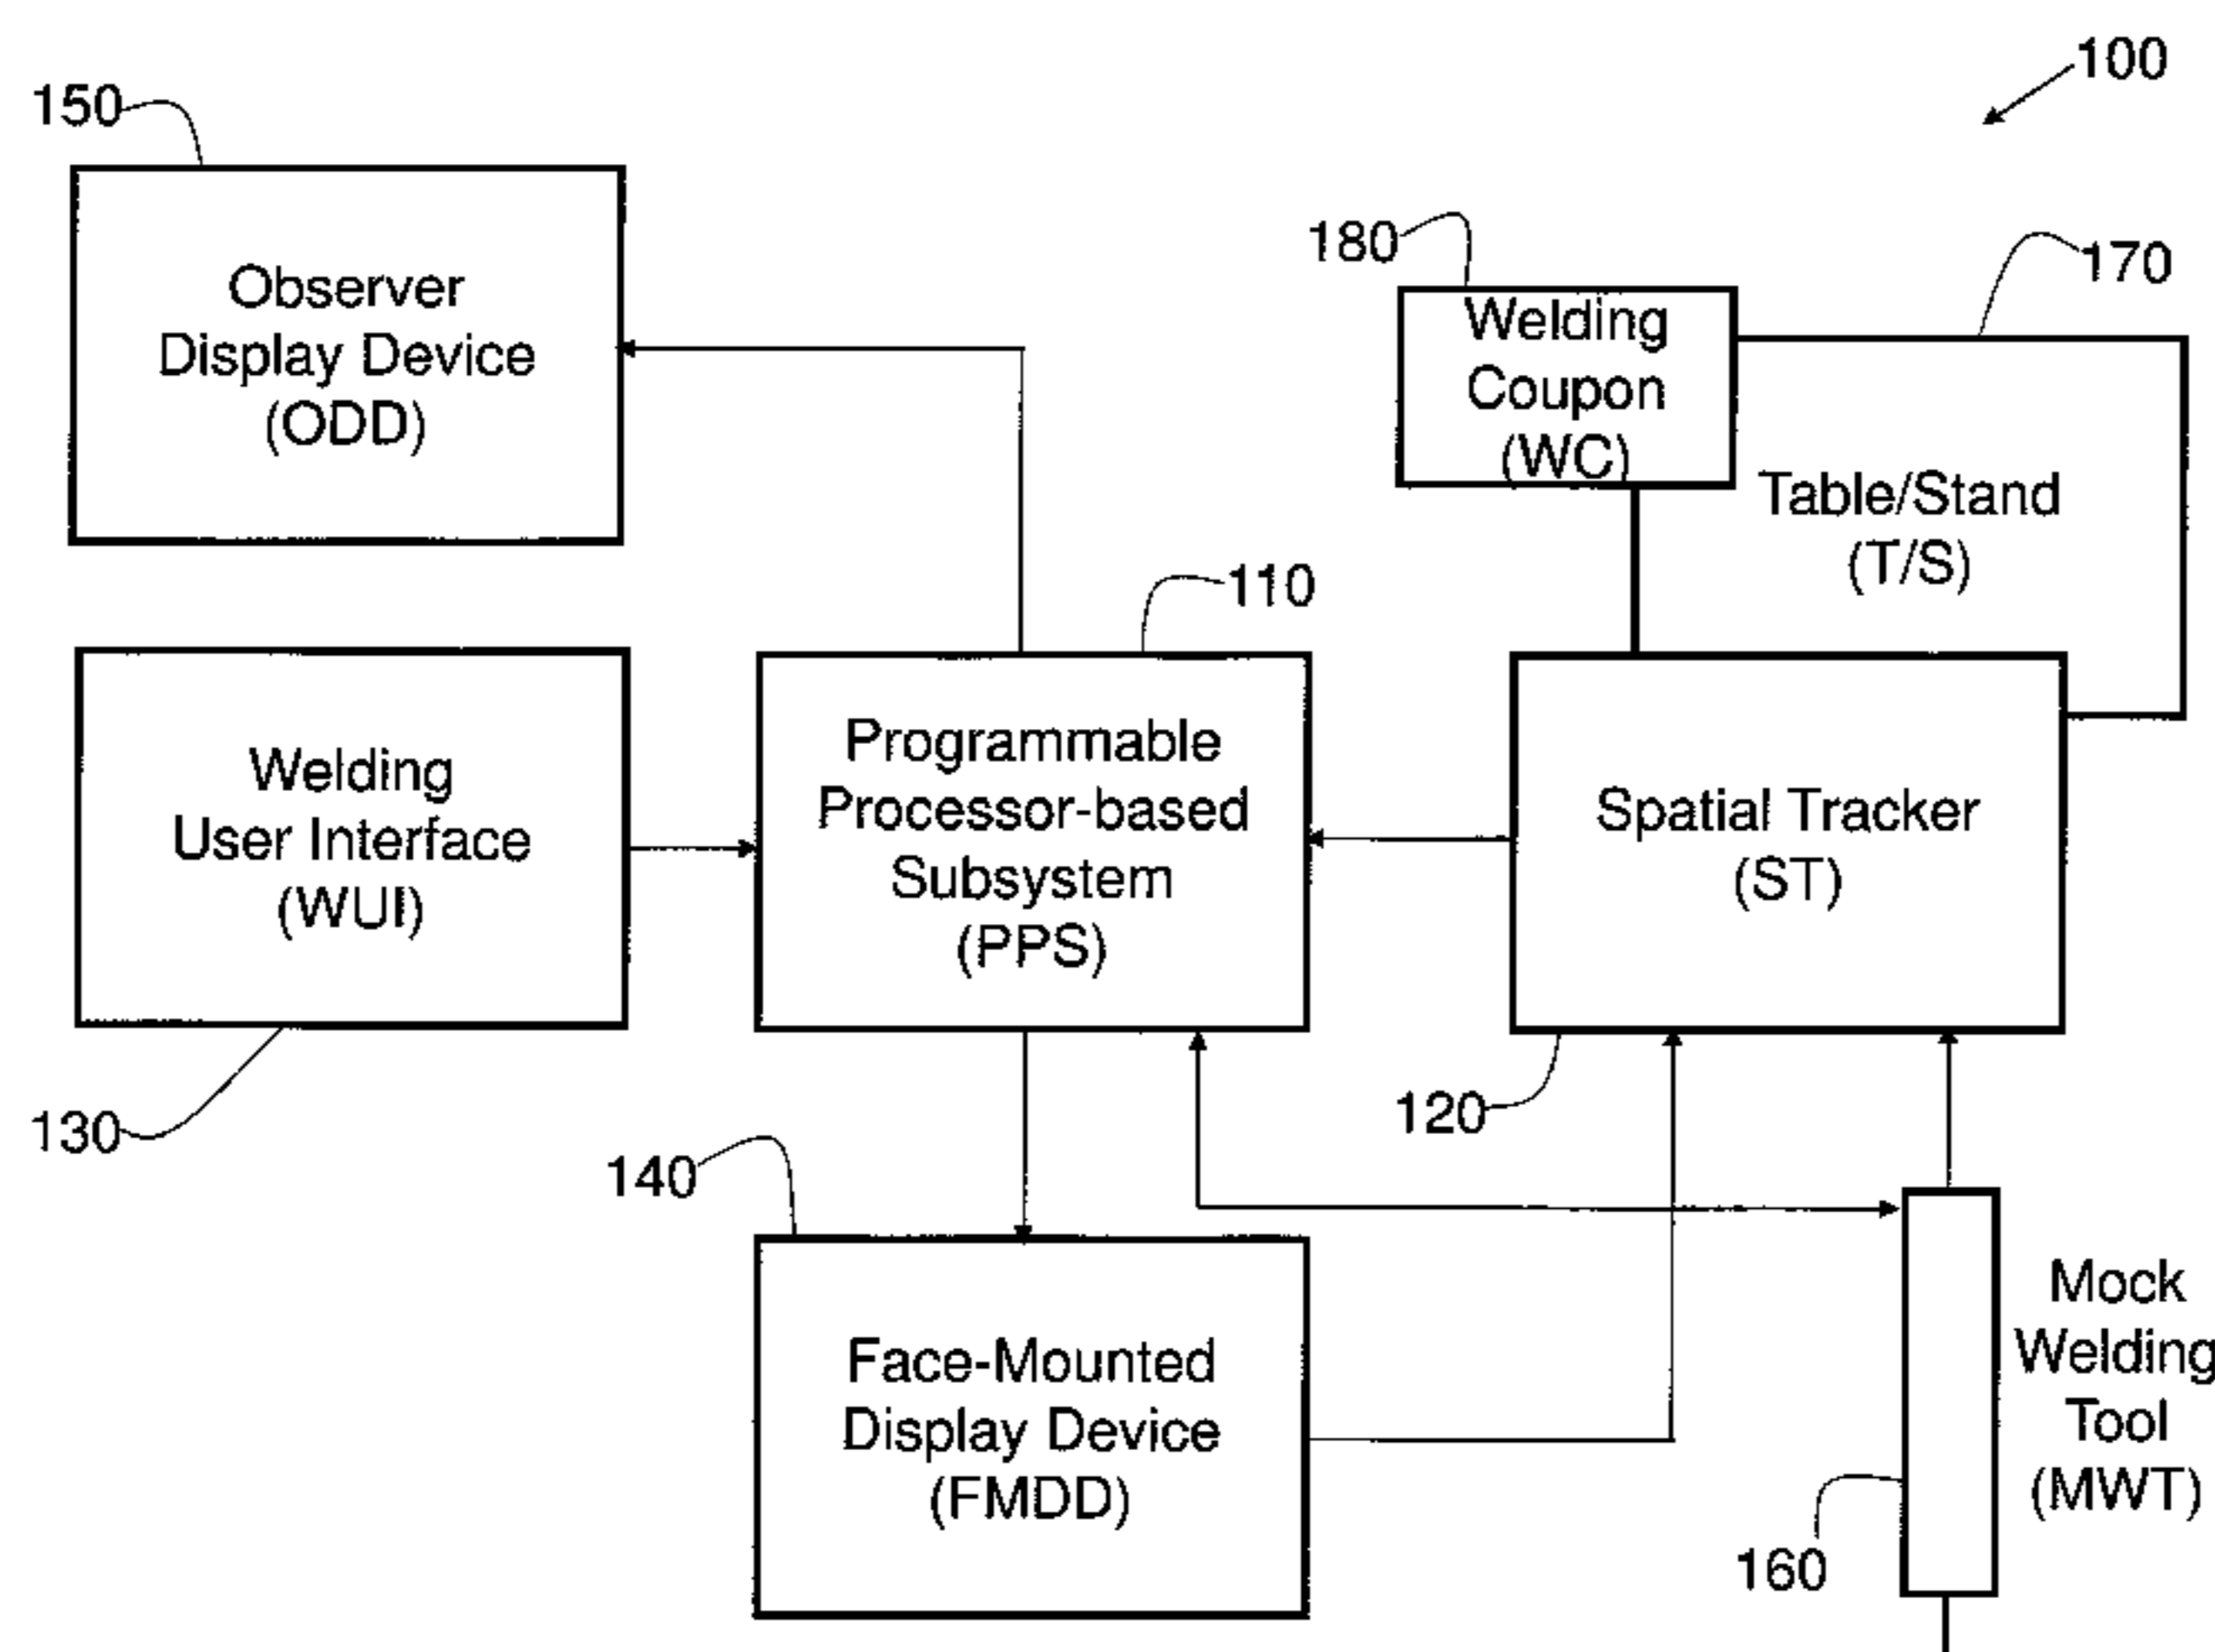 100
150
Observer
Display Device
(ODD)
180
Welding
Coupon
(WC)
170
Table/Stand
(T/S)
110
Welding
User Interface
(WUI)
130
Programmable
Processor-based
Subsystem
(PPS)
Spatial Tracker
(ST)
120
140
Face-Mounted
Display Device
(FMDD)
Mock
Welding
Tool
(MWT)
160